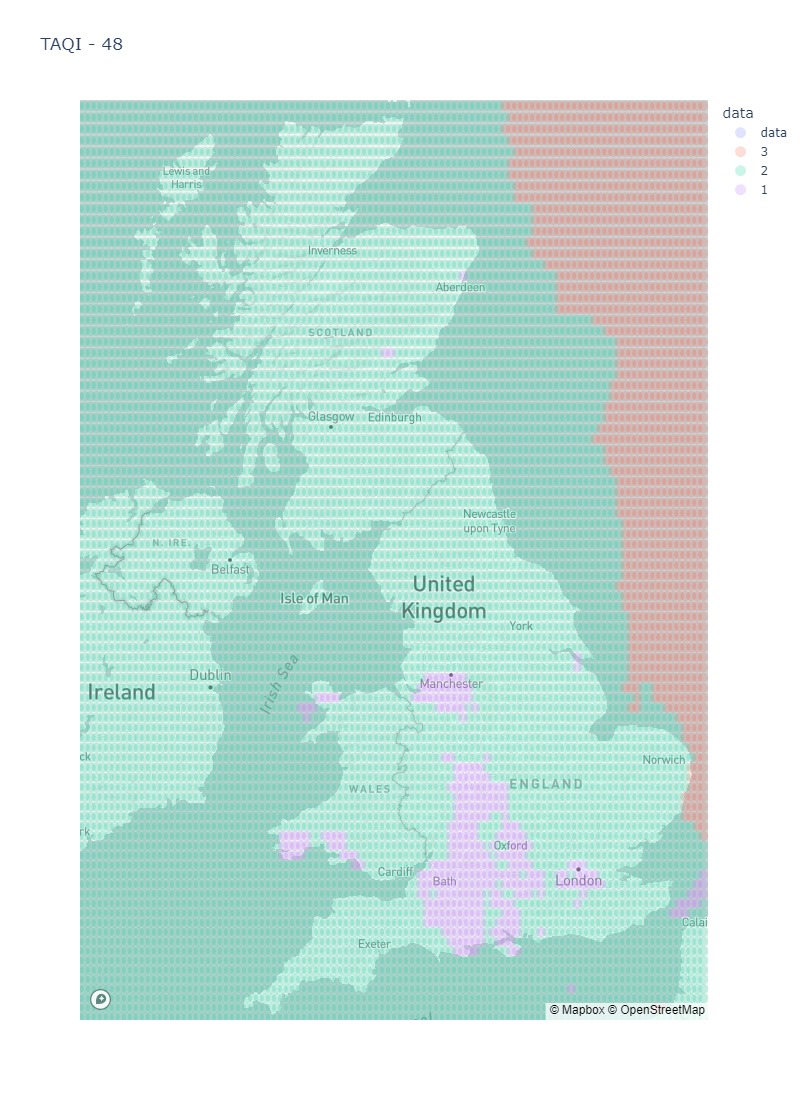 TAQI - 48
data
data
3
2
1
Lewis and
Harris
Inverness
Aberdeen
SCOTLAND
Glasgow
Edinburgh
Newcastle
upon Tyne
N. IRE.
Belfast
Isle of Man
United
Kingdom
York
Dublin
Manchester
Ireland
Irish Sea
Norwich
WALES
ENGLAND
Oxford
Cardiff
Bath
London
Exeter
Calai
© Mapbox © OpenStreetMap